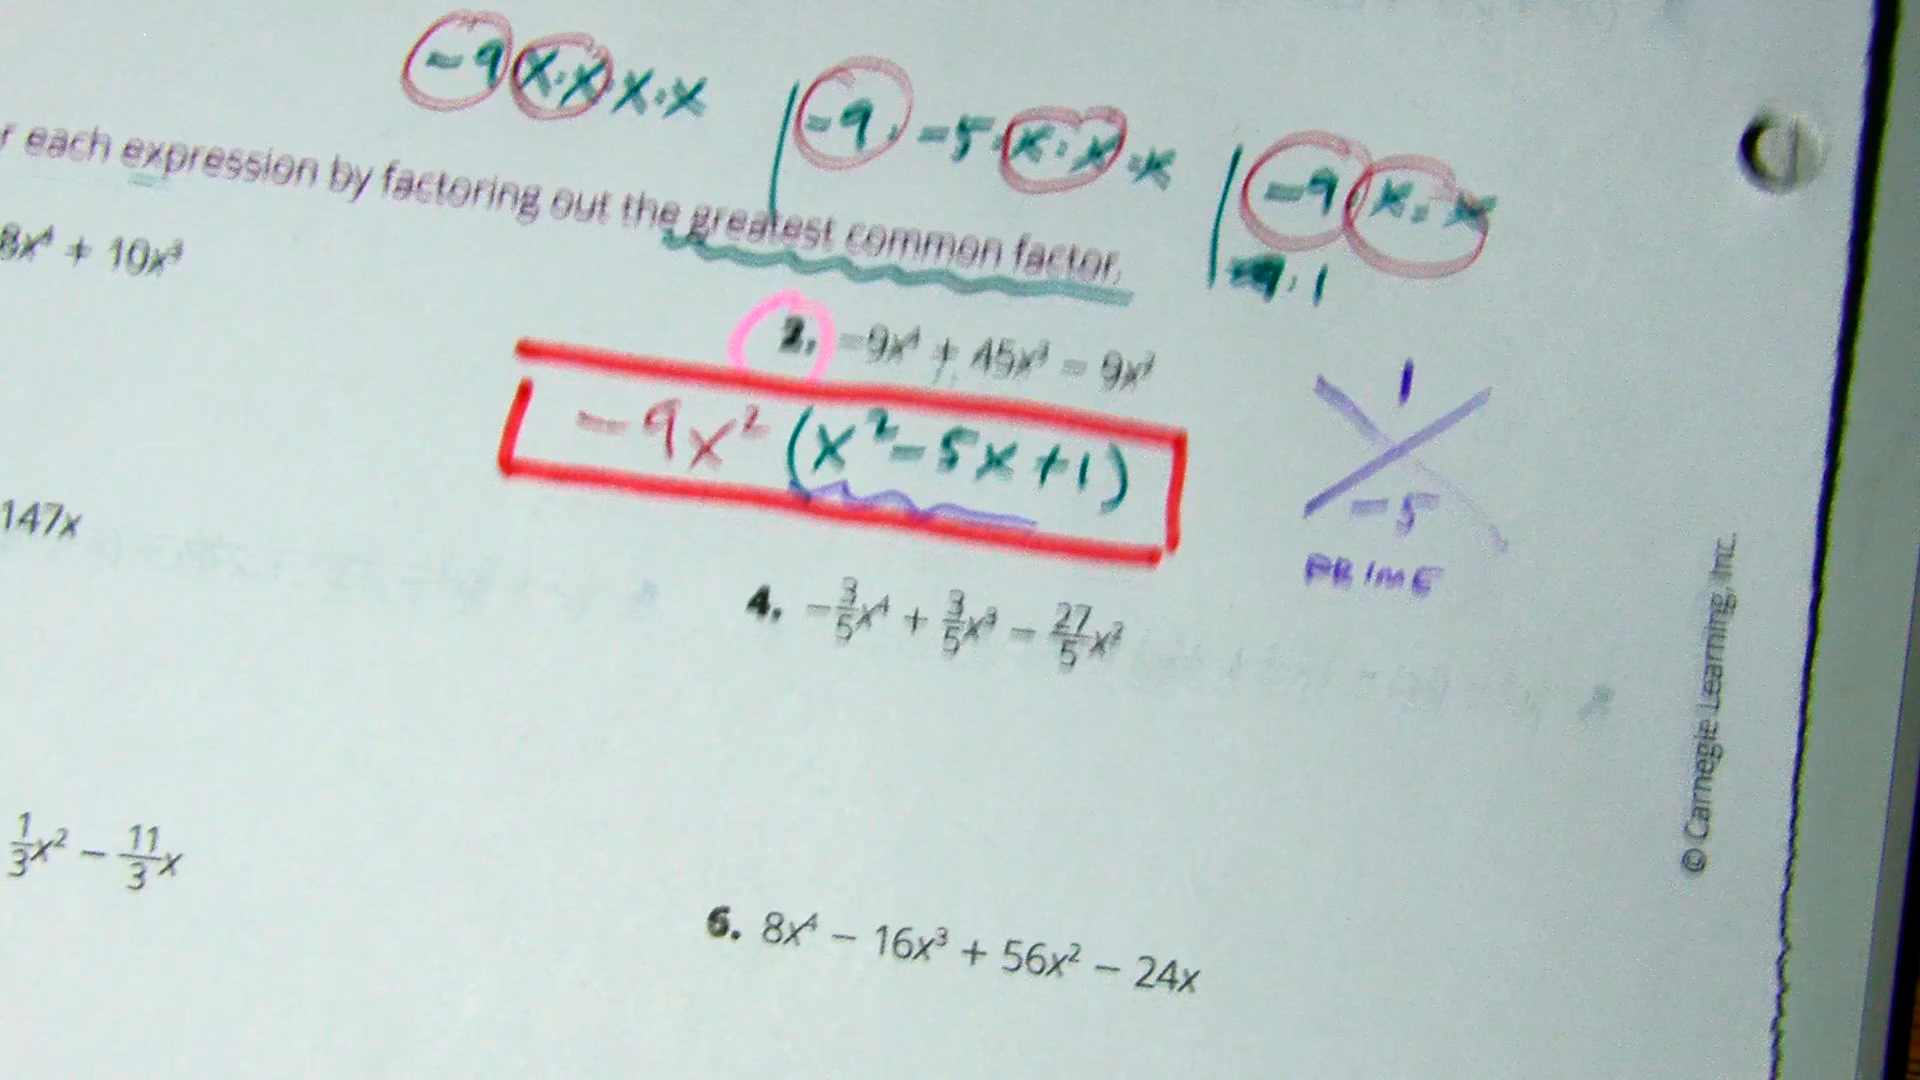 -9 x·x x·x | -9·-5·x·x·x | -9 x·x
-9·1
r each expression by factoring out the greatest common factor.
8x⁴ + 10x³
2. -9x⁴ + 45x³ - 9x²
-9x² (x² - 5x + 1)
1
-5
PRIME
147x
4. -3/5x⁴ + 3/5x³ - 27/5x²
1/3x² - 11/3x
6. 8x⁴ - 16x³ + 56x² - 24x
© Carnegie Learning, Inc.